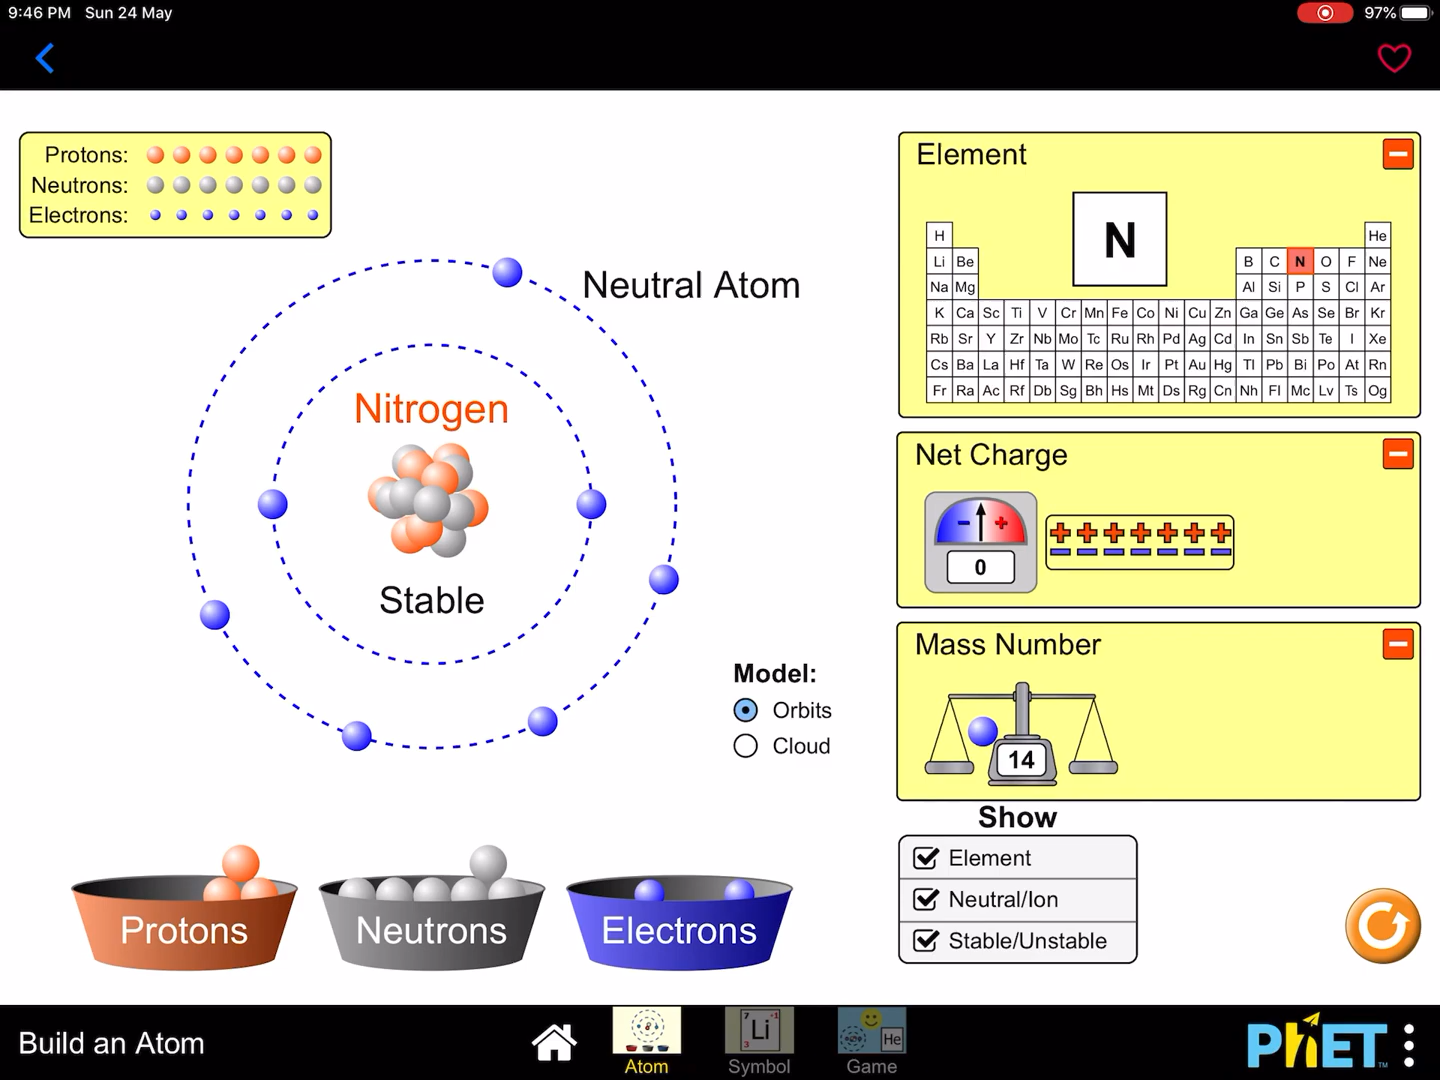 9:46 PM Sun 24 May
97%
Protons:
Neutrons:
Electrons:
Neutral Atom
Nitrogen
Stable
Model:
Orbits
Cloud
Protons
Neutrons
Electrons
Element
N
H He
Li Be B C N O F Ne
Na Mg Al Si P S Cl Ar
K Ca Sc Ti V Cr Mn Fe Co Ni Cu Zn Ga Ge As Se Br Kr
Rb Sr Y Zr Nb Mo Tc Ru Rh Pd Ag Cd In Sn Sb Te I Xe
Cs Ba La Hf Ta W Re Os Ir Pt Au Hg Tl Pb Bi Po At Rn
Fr Ra Ac Rf Db Sg Bh Hs Mt Ds Rg Cn Nh Fl Mc Lv Ts Og
Net Charge
- +
0
Mass Number
14
Show
Element
Neutral/Ion
Stable/Unstable
Build an Atom
Atom
7 +1
Li
3
Symbol
He
Game
PhET™